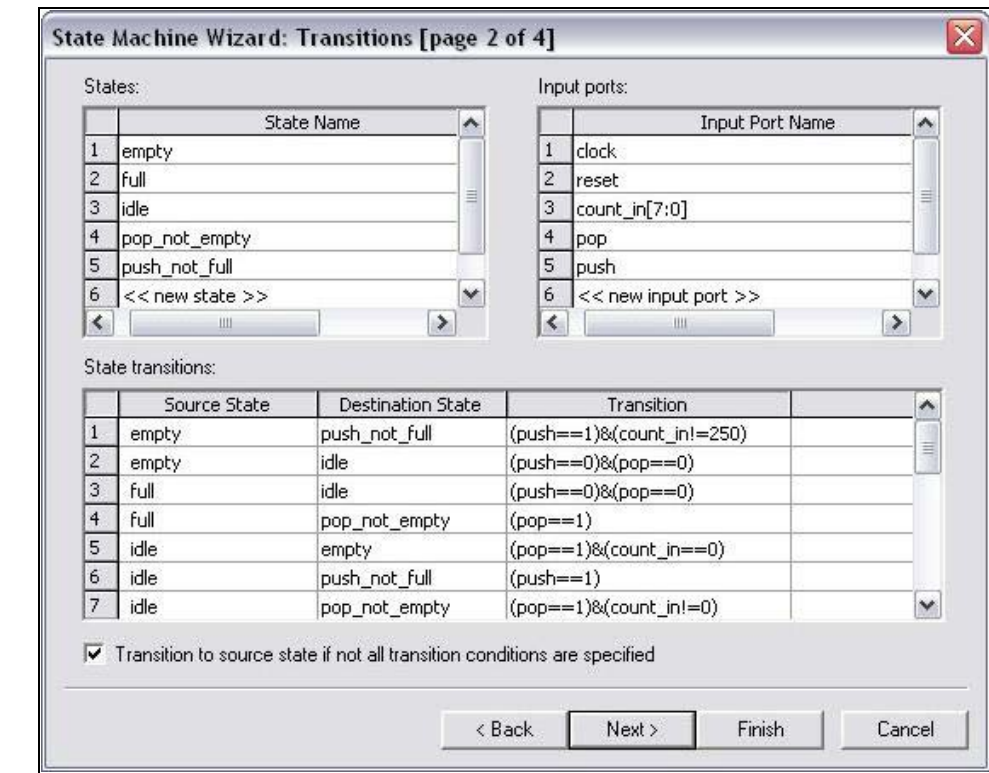 State Machine Wizard: Transitions [page 2 of 4]
States:
State Name
1 empty
2 full
3 idle
4 pop_not_empty
5 push_not_full
6 << new state >>
Input ports:
Input Port Name
1 clock
2 reset
3 count_in[7:0]
4 pop
5 push
6 << new input port >>
State transitions:
Source State Destination State Transition
1 empty push_not_full (push==1)&(count_in!=250)
2 empty idle (push==0)&(pop==0)
3 full idle (push==0)&(pop==0)
4 full pop_not_empty (pop==1)
5 idle empty (pop==1)&(count_in==0)
6 idle push_not_full (push==1)
7 idle pop_not_empty (pop==1)&(count_in!=0)
Transition to source state if not all transition conditions are specified
< Back Next > Finish Cancel